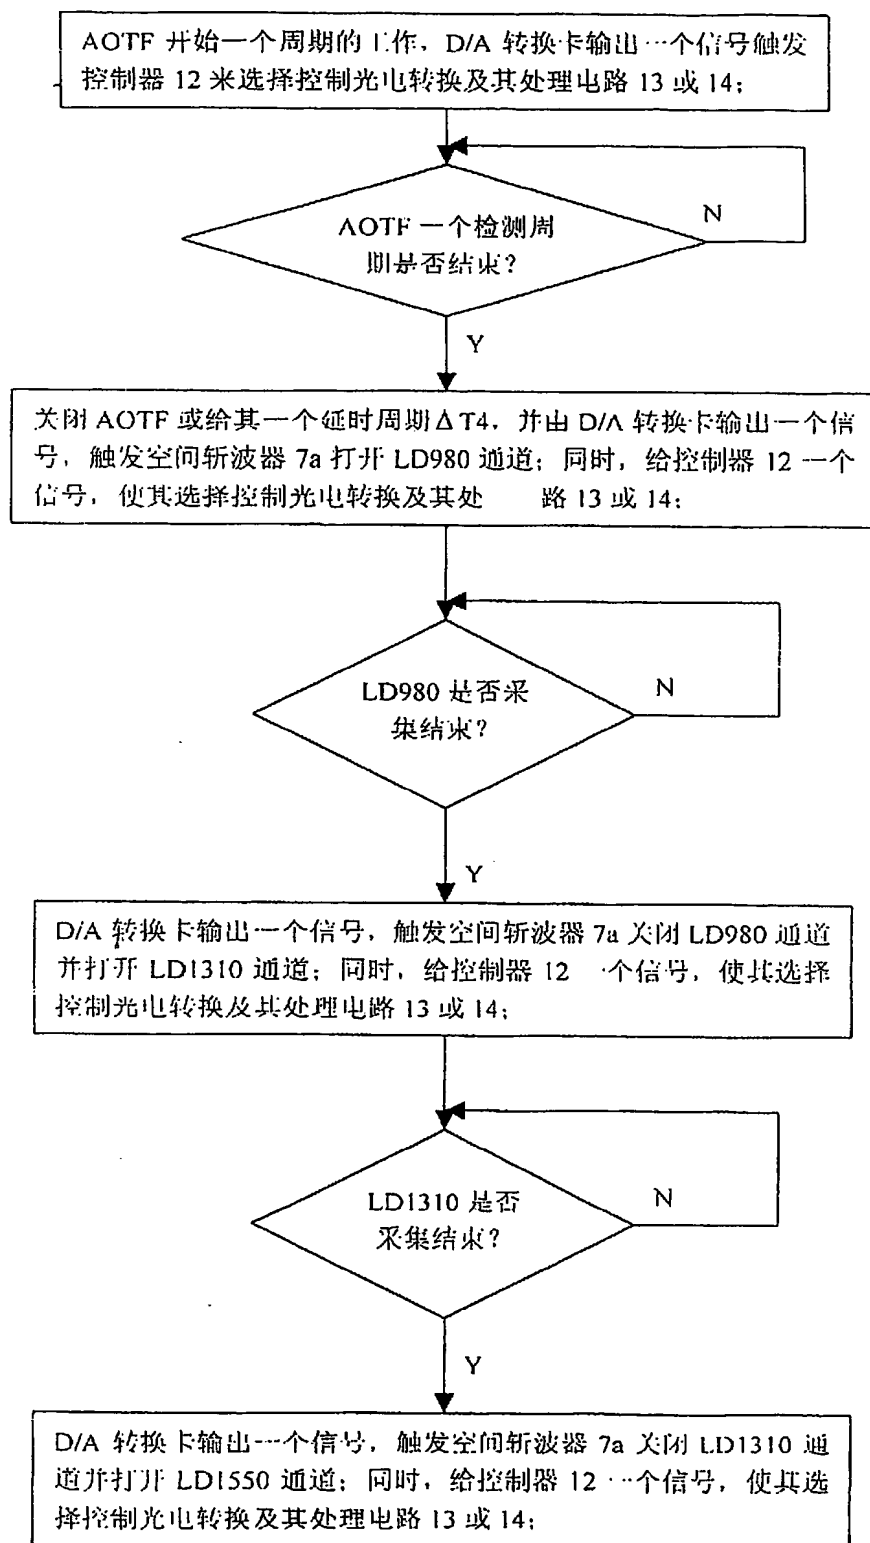 AOTF 开始一个周期的工作，D/A 转换卡输出一个信号触发
控制器 12 来选择控制光电转换及其处理电路 13 或 14；
N
AOTF 一个检测周
期是否结束？
Y
关闭 AOTF 或给其一个延时周期ΔT4，并由 D/A 转换卡输出一个信
号，触发空间斩波器 7a 打开 LD980 通道；同时，给控制器 12 一个
信号，使其选择控制光电转换及其处 路 13 或 14；
LD980 是否采
集结束？
N
Y
D/A 转换卡输出一个信号，触发空间斩波器 7a 关闭 LD980 通道
并打开 LD1310 通道；同时，给控制器 12 一个信号，使其选择
控制光电转换及其处理电路 13 或 14；
LD1310 是否
采集结束？
N
Y
D/A 转换卡输出一个信号，触发空间斩波器 7a 关闭 LD1310 通
道并打开 LD1550 通道；同时，给控制器 12 一个信号，使其选
择控制光电转换及其处理电路 13 或 14；